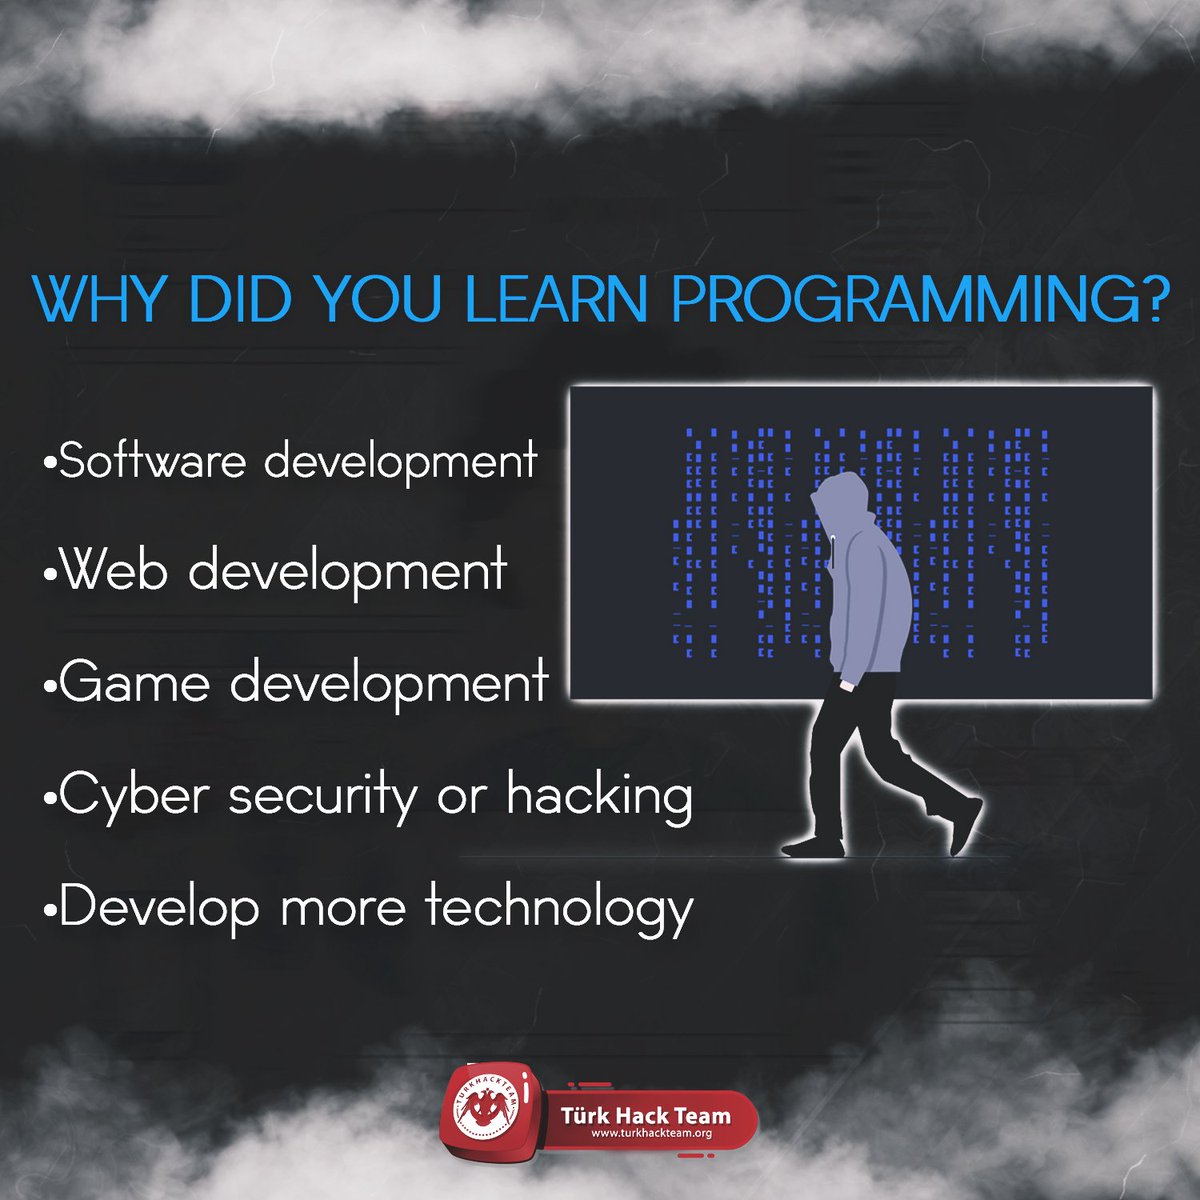 WHY DID YOU LEARN PROGRAMMING?
•Software development
•Web development
•Game development
•Cyber security or hacking
•Develop more technology
TURKHACKTEAM
Türk Hack Team
www.turkhackteam.org